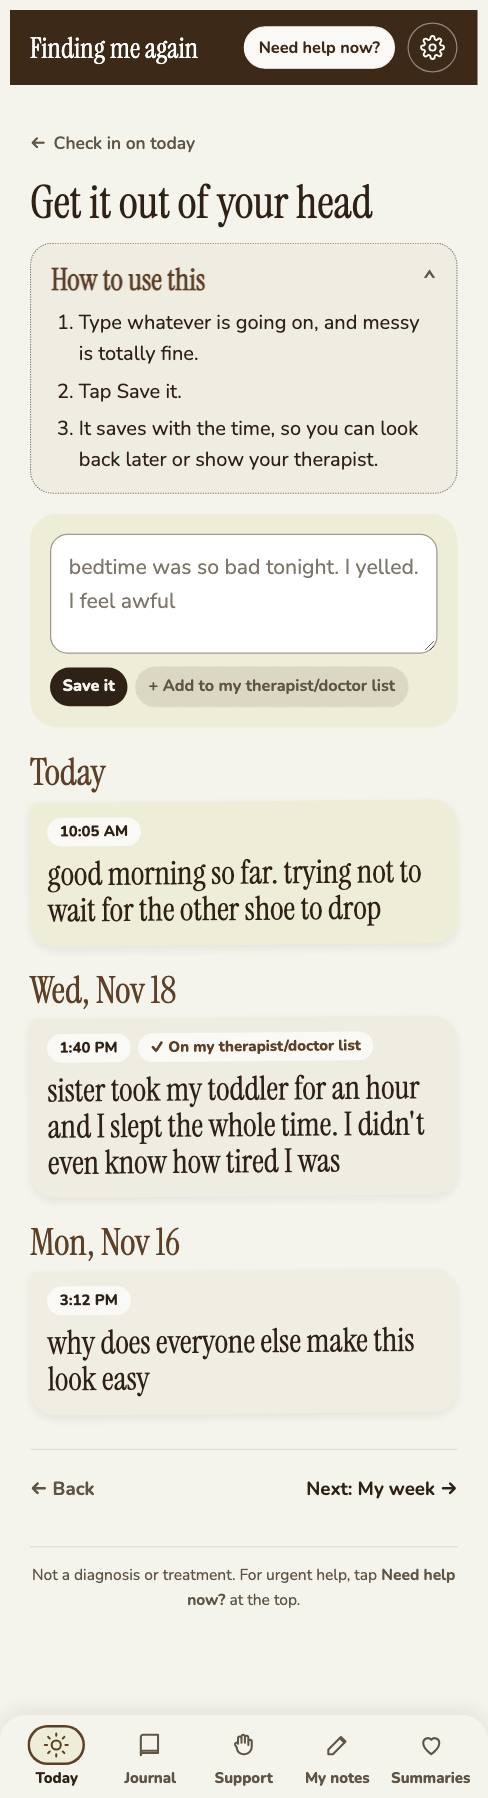 Finding me again
Need help now?
← Check in on today
Get it out of your head
How to use this
1. Type whatever is going on, and messy
is totally fine.
2. Tap Save it.
3. It saves with the time, so you can look
back later or show your therapist.
bedtime was so bad tonight. I yelled.
I feel awful
Save it
+ Add to my therapist/doctor list
Today
10:05 AM
good morning so far. trying not to
wait for the other shoe to drop
Wed, Nov 18
1:40 PM
✓ On my therapist/doctor list
sister took my toddler for an hour
and I slept the whole time. I didn't
even know how tired I was
Mon, Nov 16
3:12 PM
why does everyone else make this
look easy
← Back
Next: My week →
Not a diagnosis or treatment. For urgent help, tap Need help
now? at the top.
Today
Journal
Support
My notes
Summaries